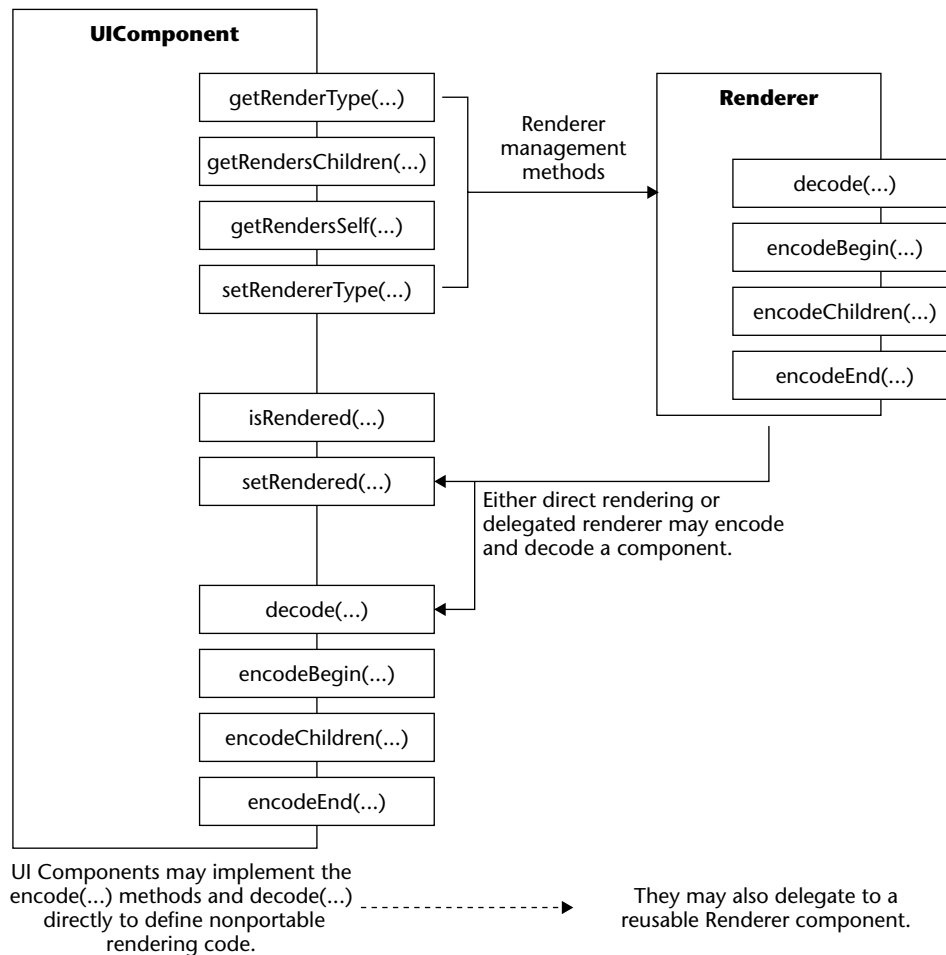 UIComponent
getRenderType(...)
getRendersChildren(...)
getRendersSelf(...)
setRendererType(...)
isRendered(...)
setRendered(...)
decode(...)
encodeBegin(...)
encodeChildren(...)
encodeEnd(...)
Renderer
management
methods
Renderer
decode(...)
encodeBegin(...)
encodeChildren(...)
encodeEnd(...)
Either direct rendering or
delegated renderer may encode
and decode a component.
UI Components may implement the
encode(...) methods and decode(...)
directly to define nonportable
rendering code.
They may also delegate to a
reusable Renderer component.